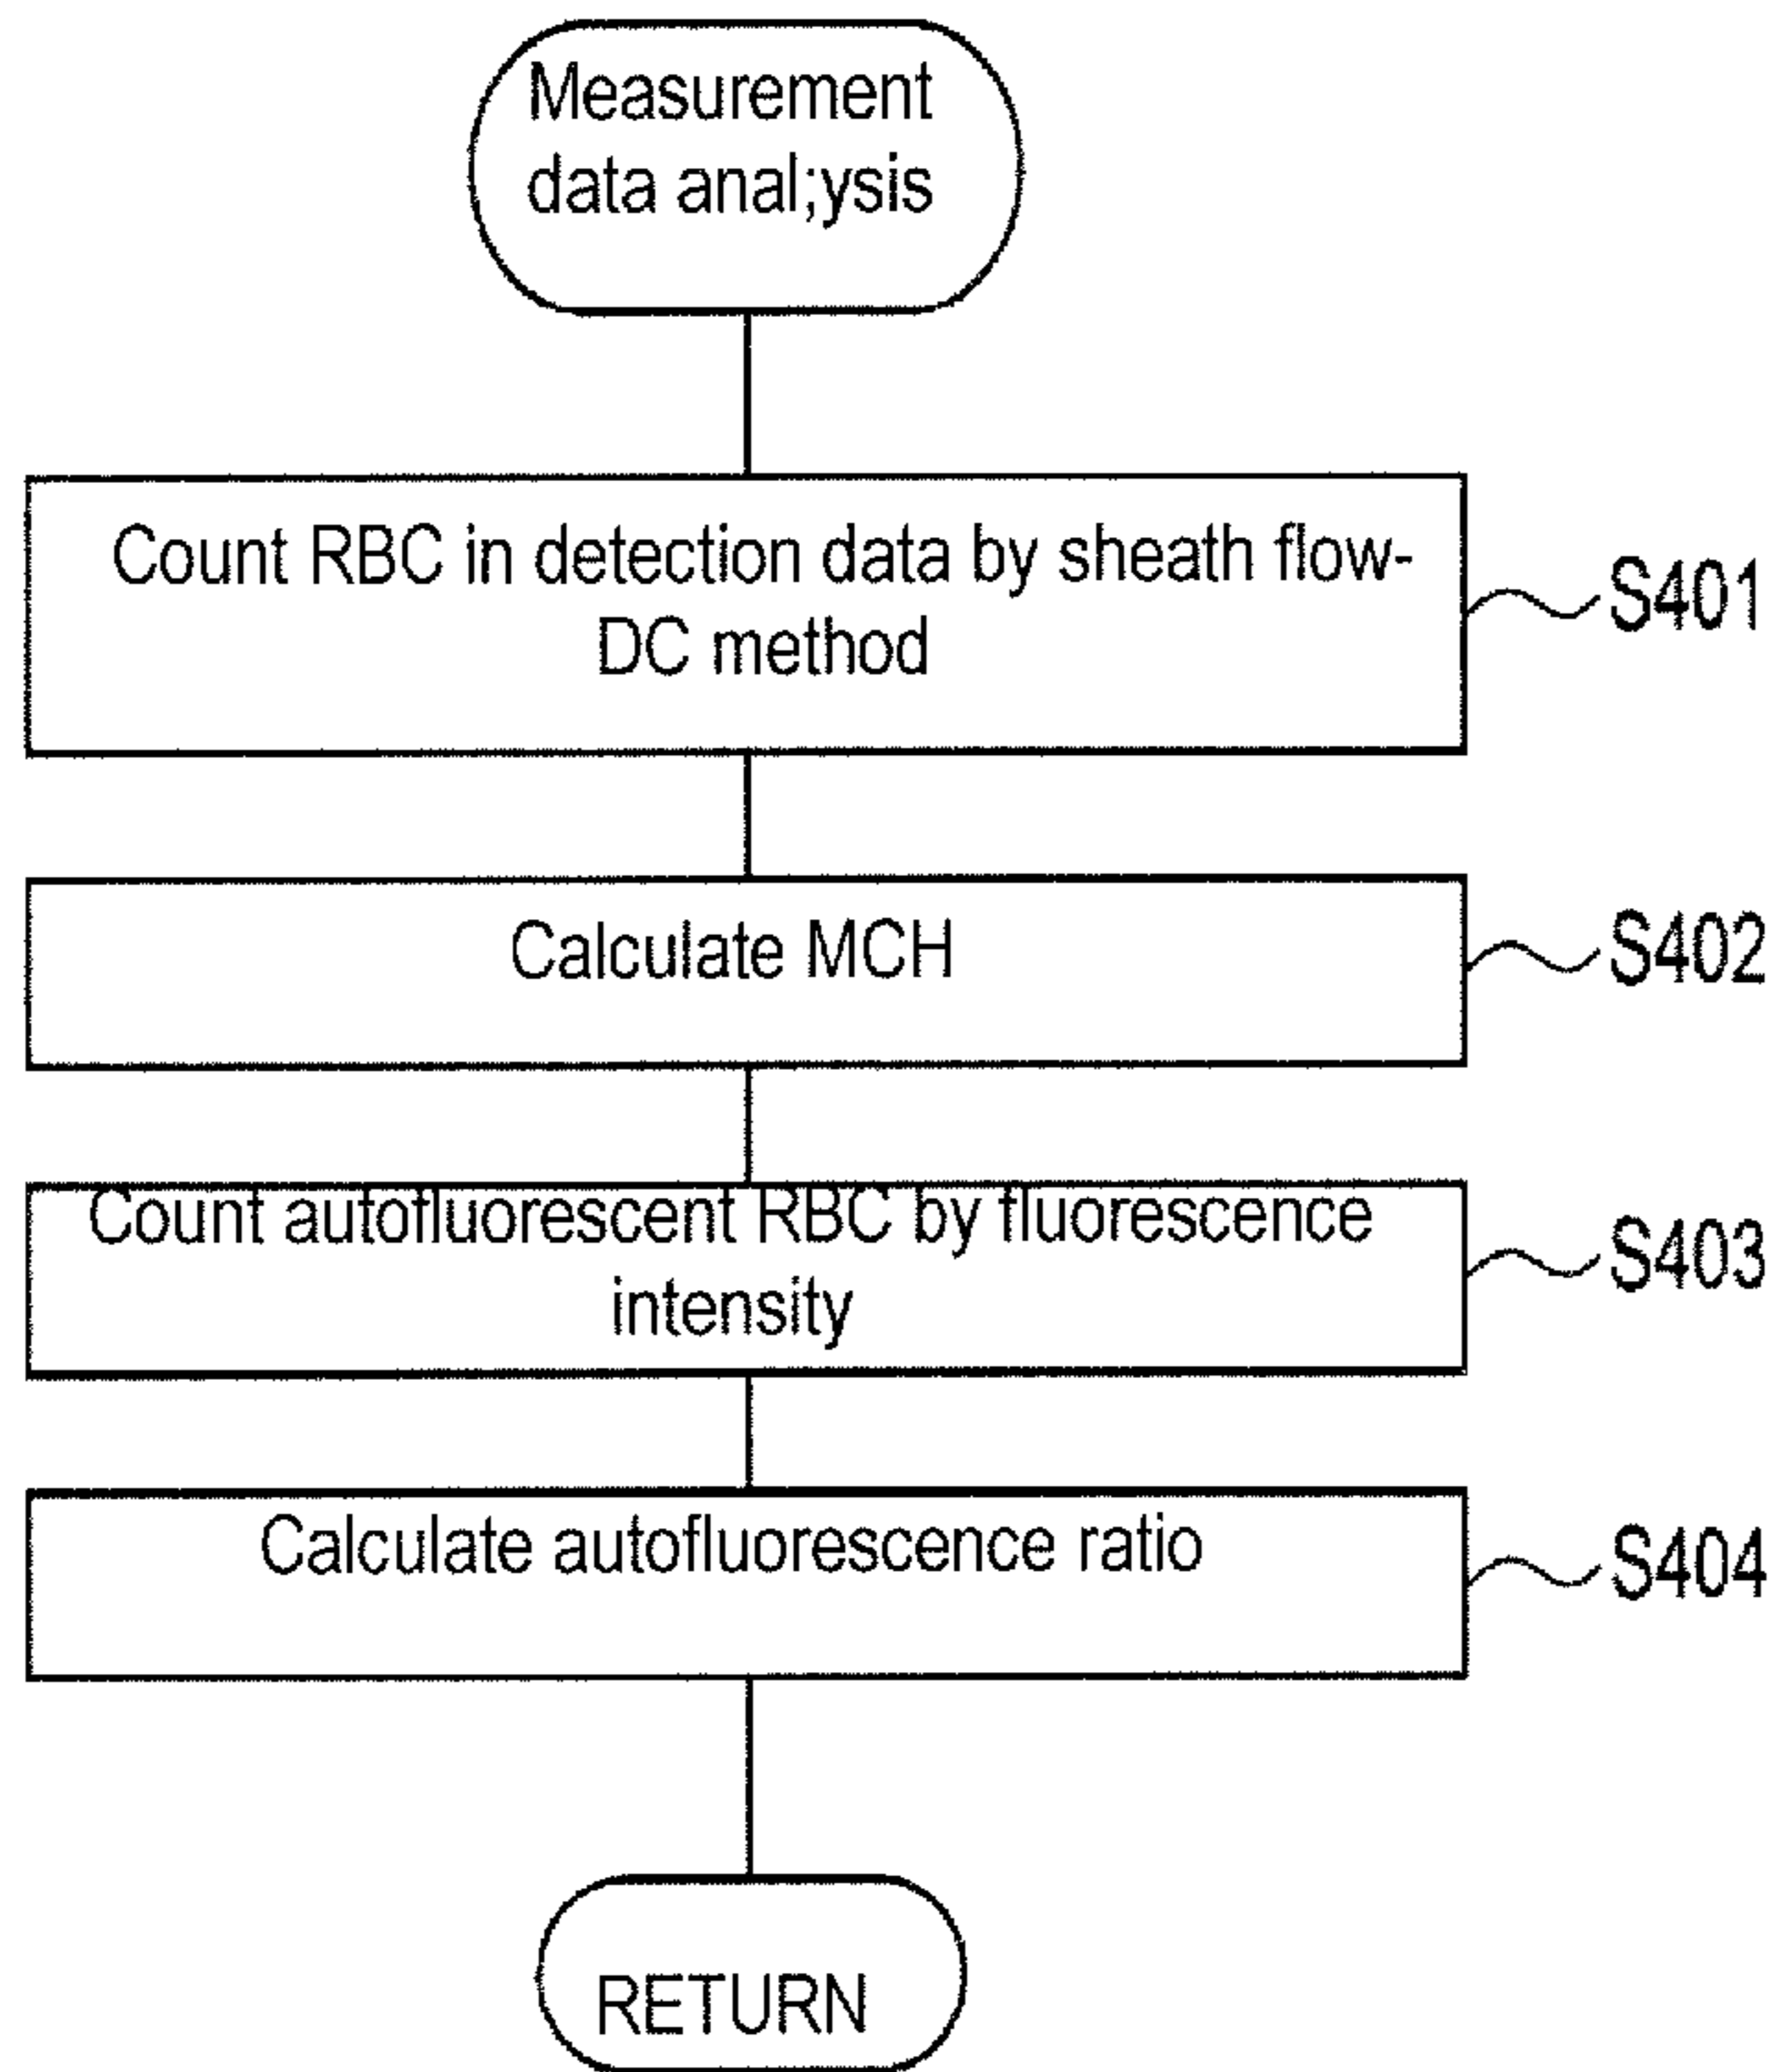 Measurement
data anal;ysis
Count RBC in detection data by sheath flow-
DC method
S401
Calculate MCH
S402
Count autofluorescent RBC by fluorescence
intensity
S403
Calculate autofluorescence ratio
S404
RETURN